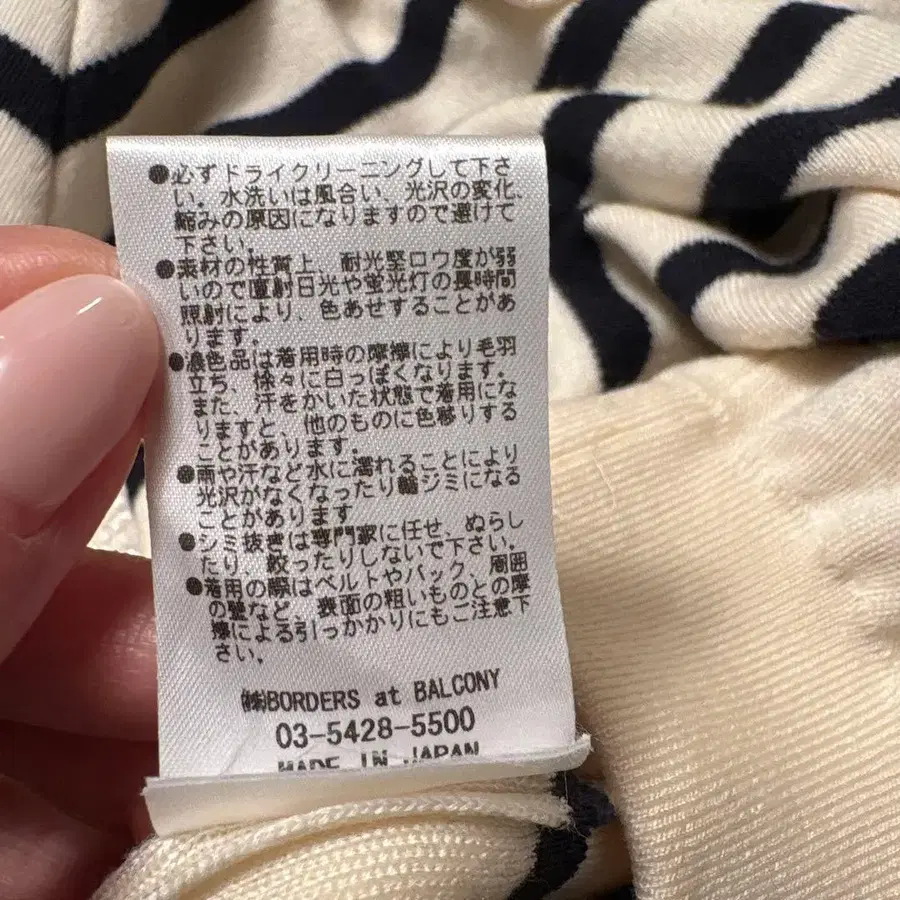 ●必ずドライクリーニングして下さ
い。水洗いは風合い、光沢の変化、
縮みの原因になりますので避けて
下さい。
●素材の性質上、耐光堅ロウ度が弱
いので直射日光や蛍光灯の長時間
照射により、色あせすることがあ
ります。
●濃色品は着用時の摩擦により毛羽
立ち、徐々に白っぽくなります。
また、汗をかいた状態で着用にな
りますと、他のものに色移りする
ことがあります。
●雨や汗など水に濡れることにより
光沢がなくなったり輪ジミになる
ことがあります
●シミ抜きは専門家に任せ、ぬらし
たり、絞ったりしないで下さい。
●着用の際はベルトやバック、周囲
の壁など、表面の粗いものとの摩
擦による引っかかりにもご注意下
さい。
㈱BORDERS at BALCONY
03-5428-5500
MADE IN JAPAN